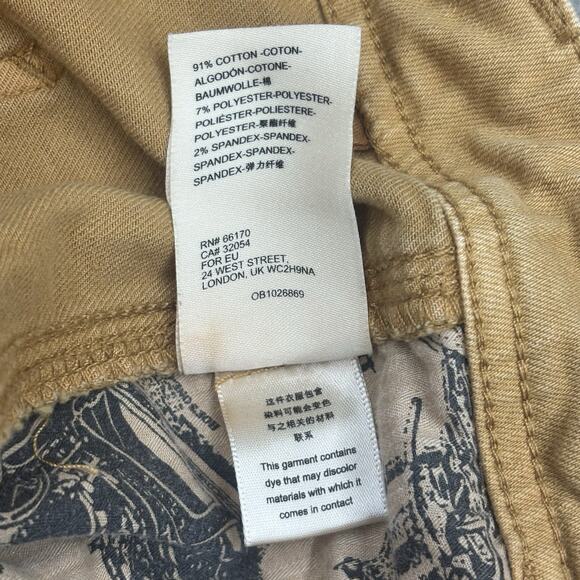 91% COTTON -COTON-
ALGODÓN-COTONE-
BAUMWOLLE-棉
7% POLYESTER-POLYESTER-
POLIÉSTER-POLIESTERE-
POLYESTER-聚酯纤维
2% SPANDEX-SPANDEX-
SPANDEX-SPANDEX-
SPANDEX-弹力纤维
RN# 66170
CA# 32054
FOR EU
24 WEST STREET,
LONDON, UK WC2H9NA
OB1026869
这件衣服包含
染料可能会变色
与之相关的材料
联系
This garment contains
dye that may discolor
materials with which it
comes in contact